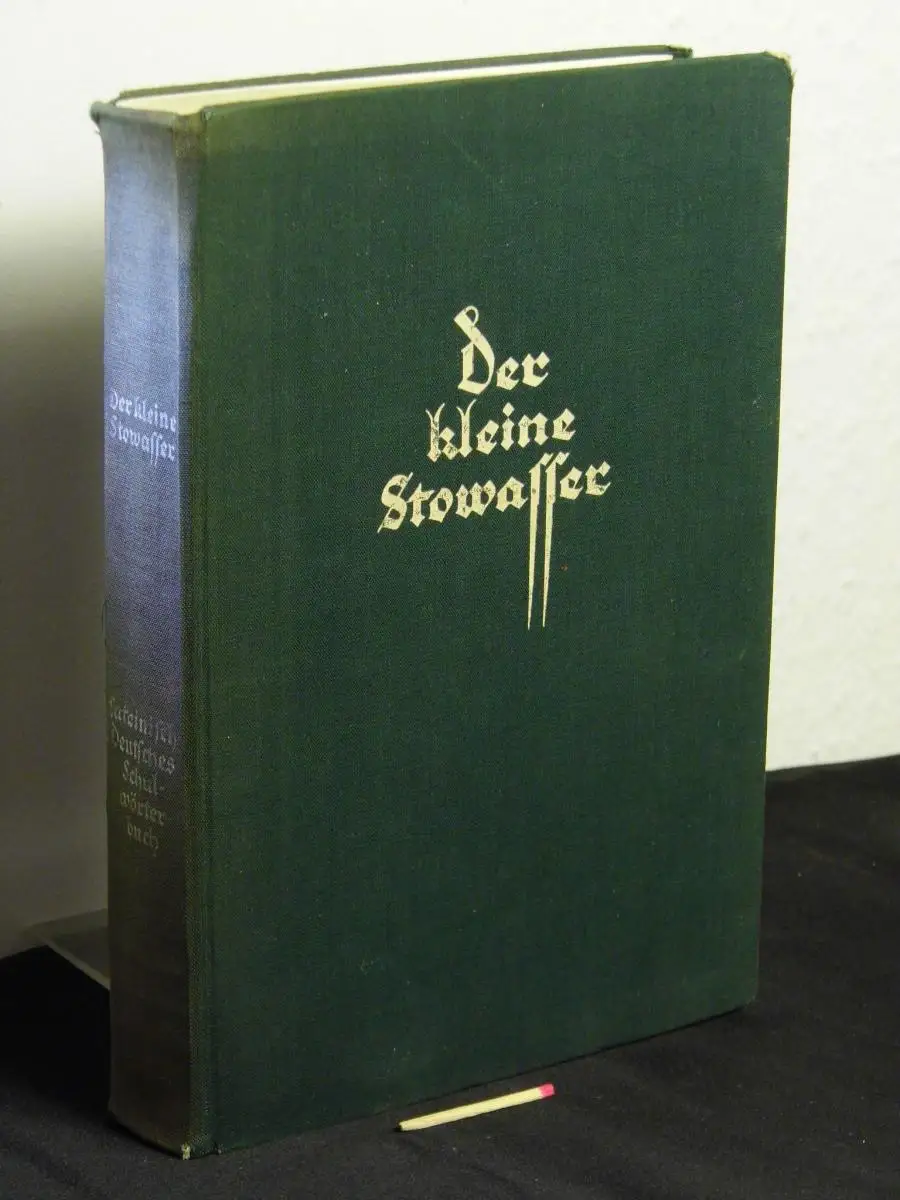 Der
kleine
Stowaſſer
Der kleine
Stowaſſer
Lateiniſch
Deutſches
Schul-
wörter
buch